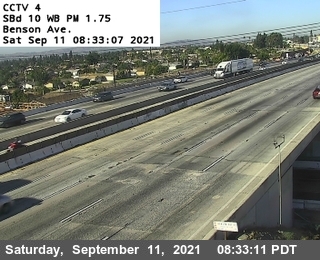 CCTV 4
SBd 10 WB PM 1.75
Benson Ave.
Sat Sep 11 08:33:07 2021
Saturday, September 11, 2021 08:33:11 PDT